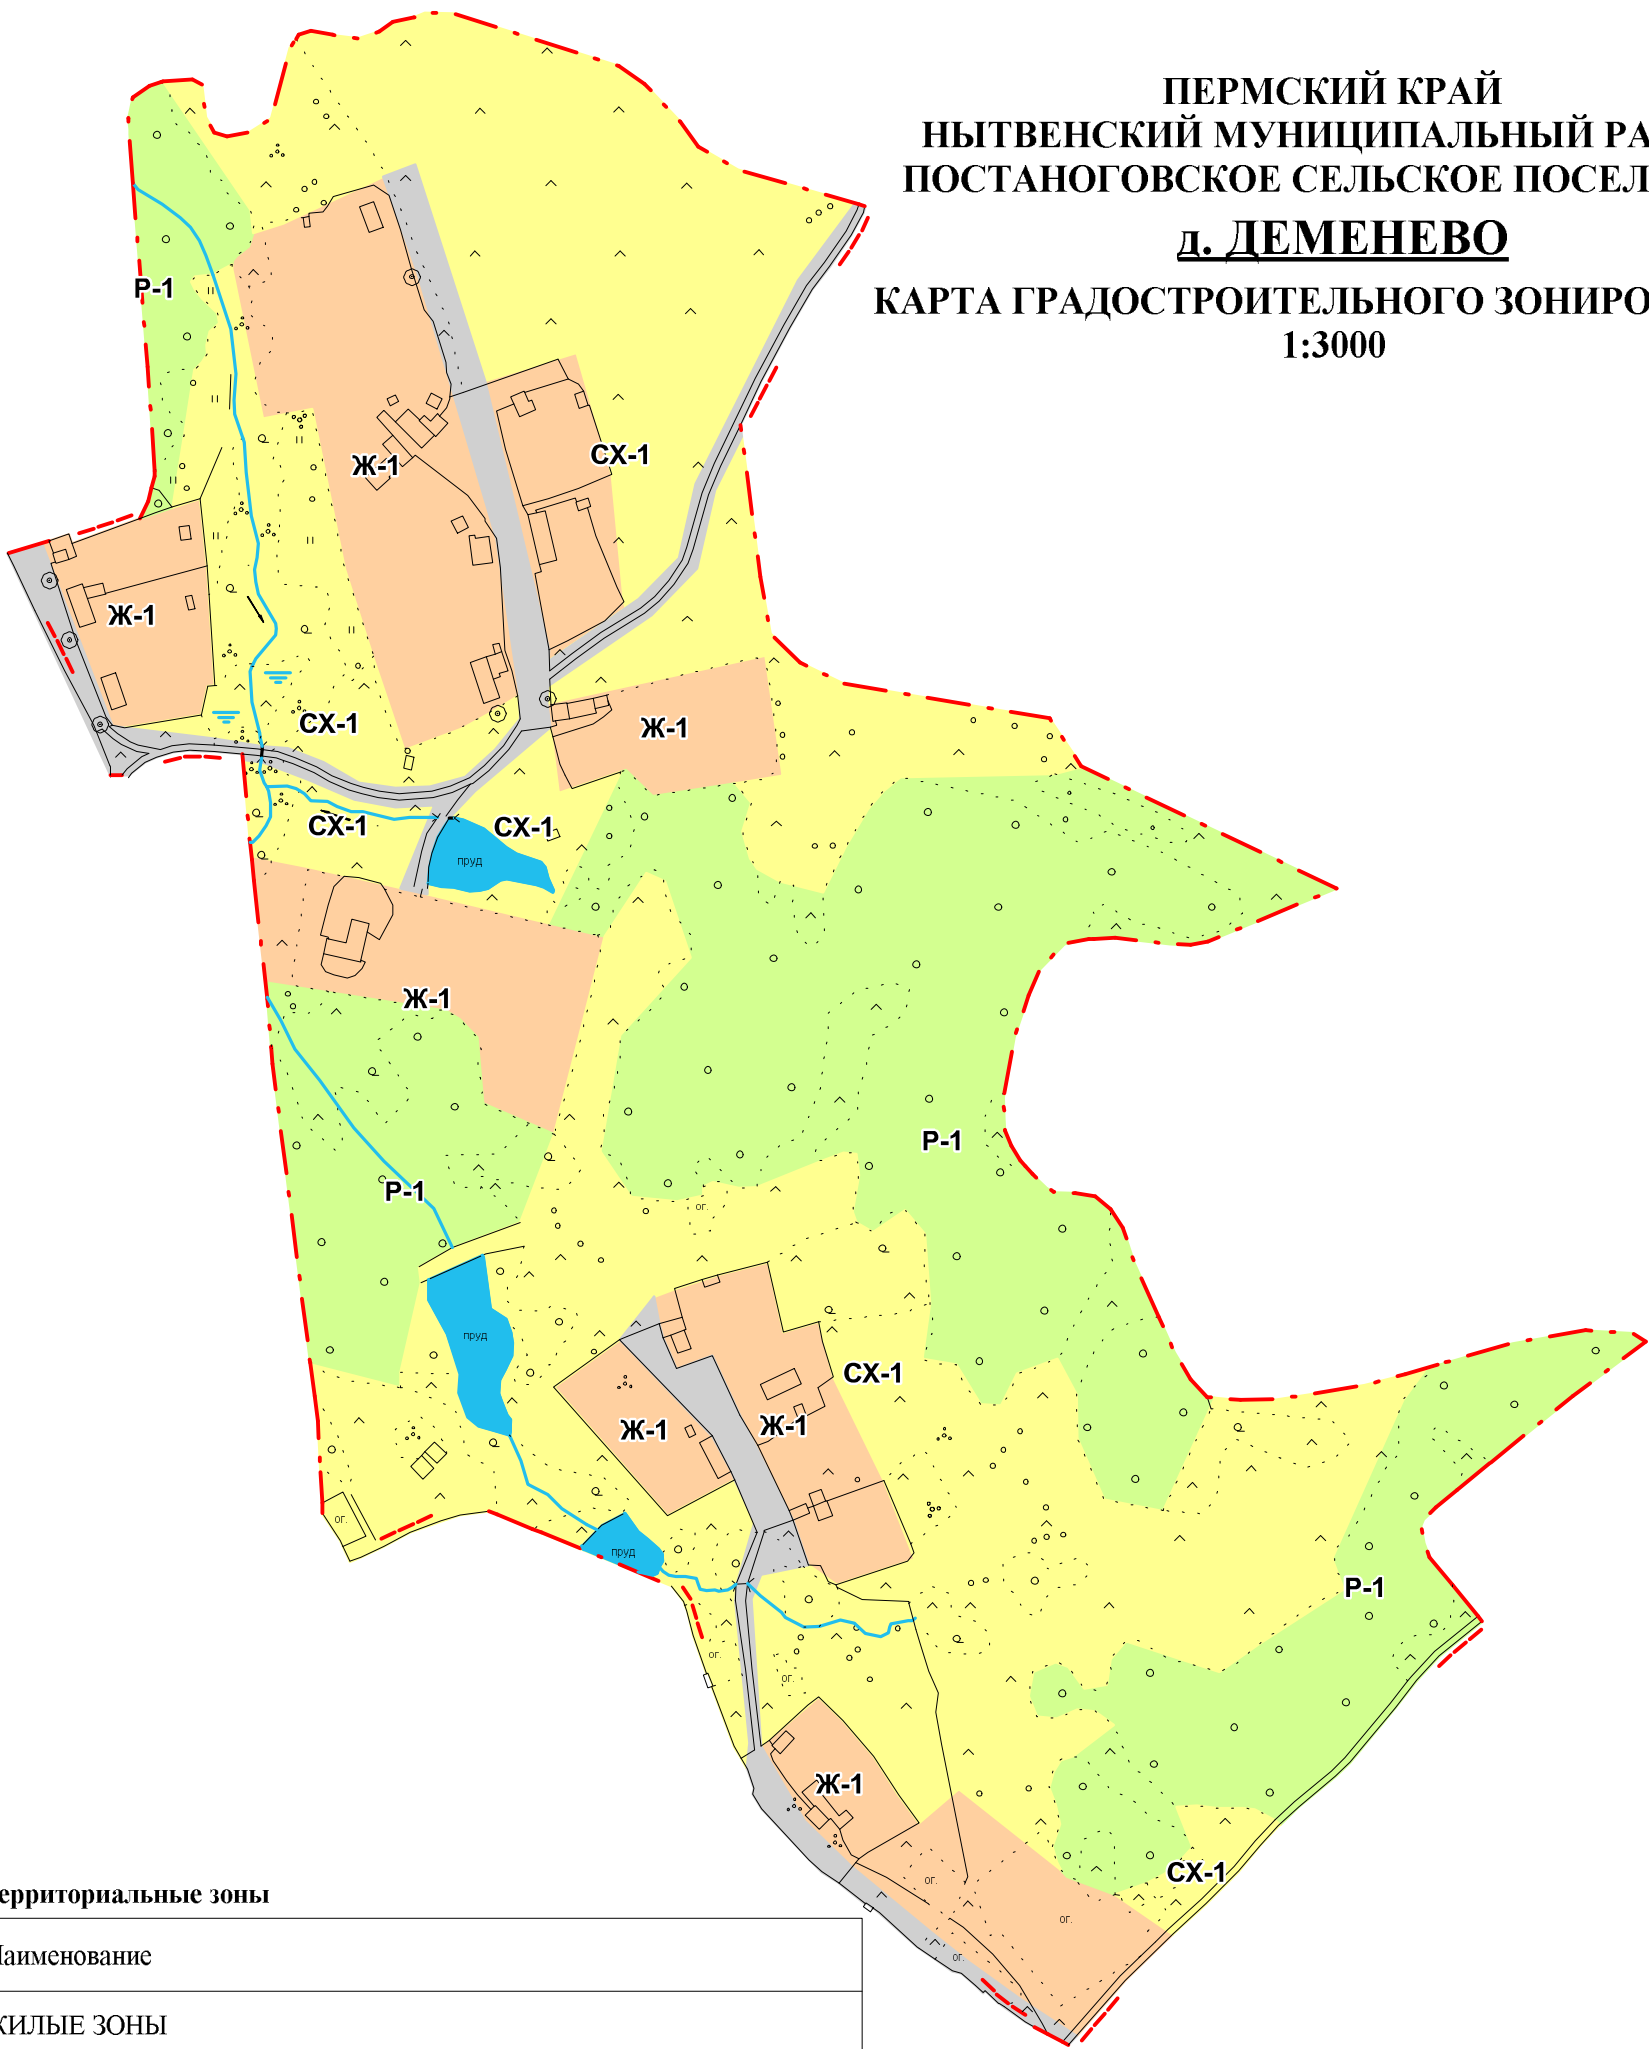 ПЕРМСКИЙ КРАЙ
НЫТВЕНСКИЙ МУНИЦИПАЛЬНЫЙ РА
ПОСТАНОГОВСКОЕ СЕЛЬСКОЕ ПОСЕЛ
д. ДЕМЕНЕВО
КАРТА ГРАДОСТРОИТЕЛЬНОГО ЗОНИРО
1:3000
Р-1
Ж-1
СХ-1
Ж-1
СХ-1
Ж-1
СХ-1
СХ-1
пруд
Ж-1
Р-1
Р-1
ог.
пруд
СХ-1
Ж-1
Ж-1
ог.
пруд
Р-1
ог.
ог.
Ж-1
СХ-1
ог.
ог.
ог.
ерриториальные зоны
Наименование
ЖИЛЫЕ ЗОНЫ